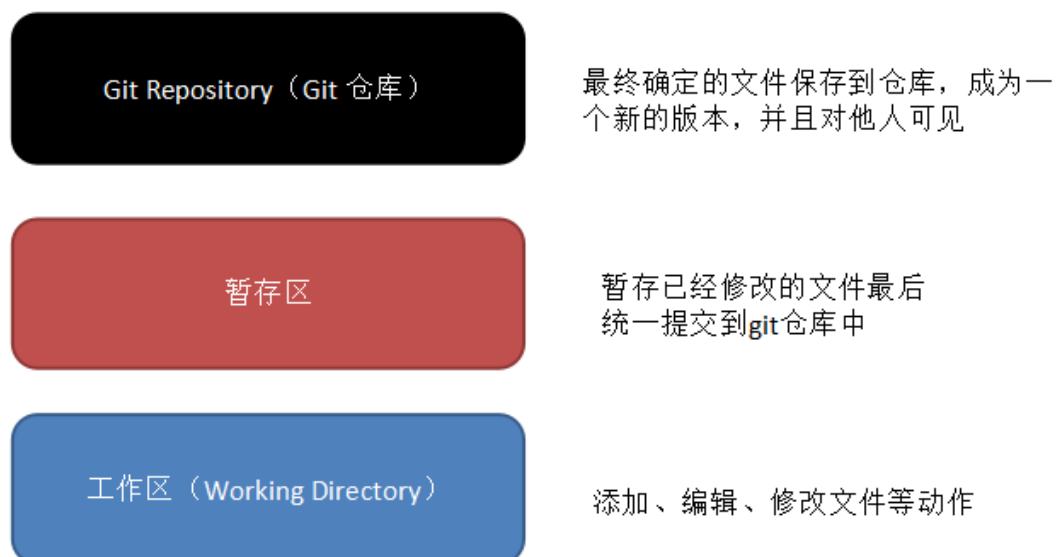 Git Repository（Git 仓库）
最终确定的文件保存到仓库，成为一
个新的版本，并且对他人可见
暂存区
暂存已经修改的文件最后
统一提交到git仓库中
工作区（Working Directory）
添加、编辑、修改文件等动作